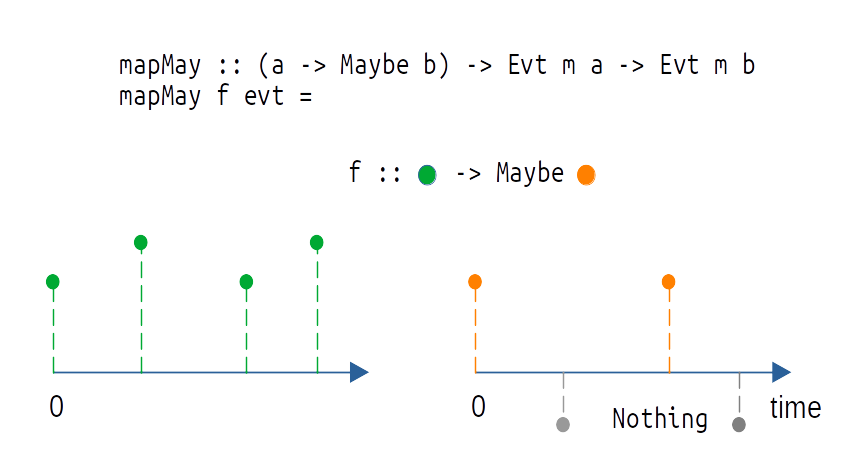 mapMay :: (a -> Maybe b) -> Evt m a -> Evt m b
mapMay f evt =
f :: -> Maybe
0
0
Nothing
time